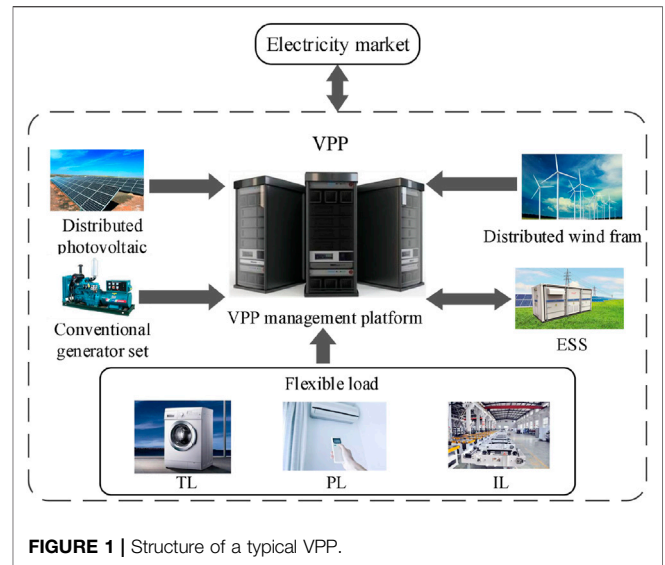 Electricity market
VPP
Distributed
photovoltaic
Distributed wind fram
Conventional
generator set
VPP management platform
ESS
Flexible load
TL
PL
IL
FIGURE 1 | Structure of a typical VPP.